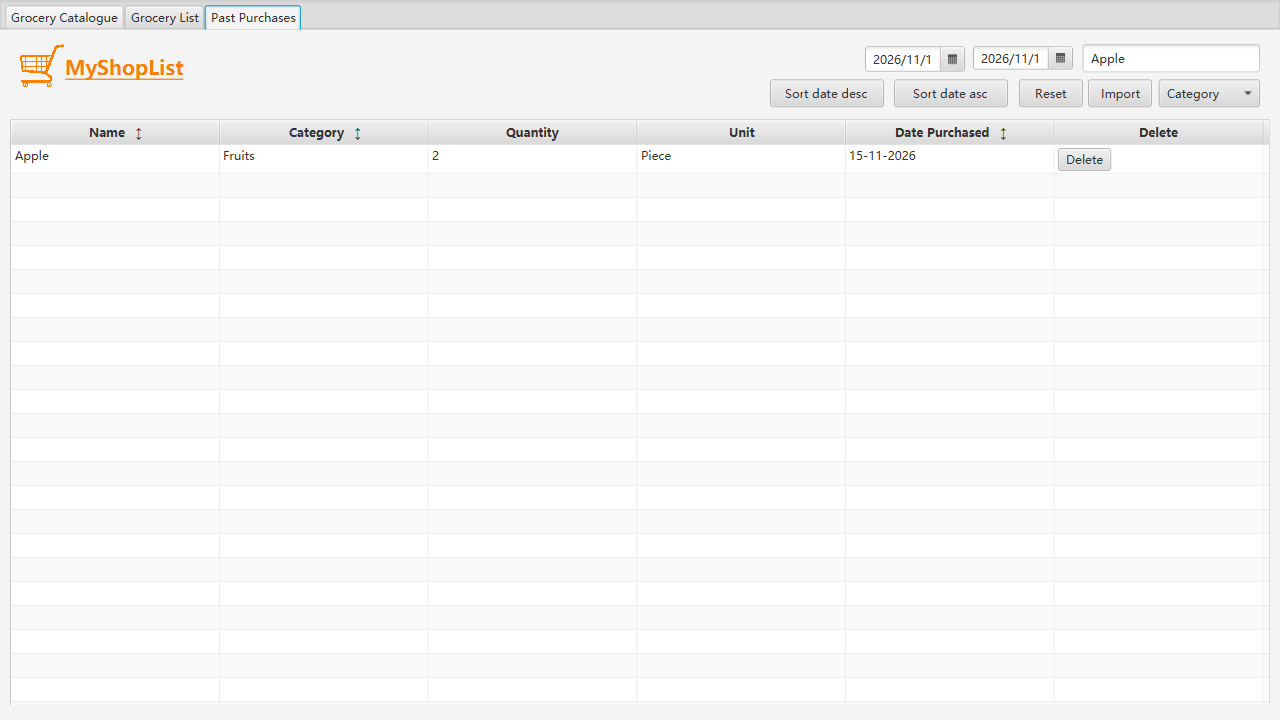 Grocery Catalogue Grocery List Past Purchases
MyShopList
2026/11/1 2026/11/1 Apple
Sort date desc Sort date asc Reset Import Category
Name ↕ Category ↕ Quantity Unit Date Purchased ↕ Delete
Apple Fruits 2 Piece 15-11-2026 Delete